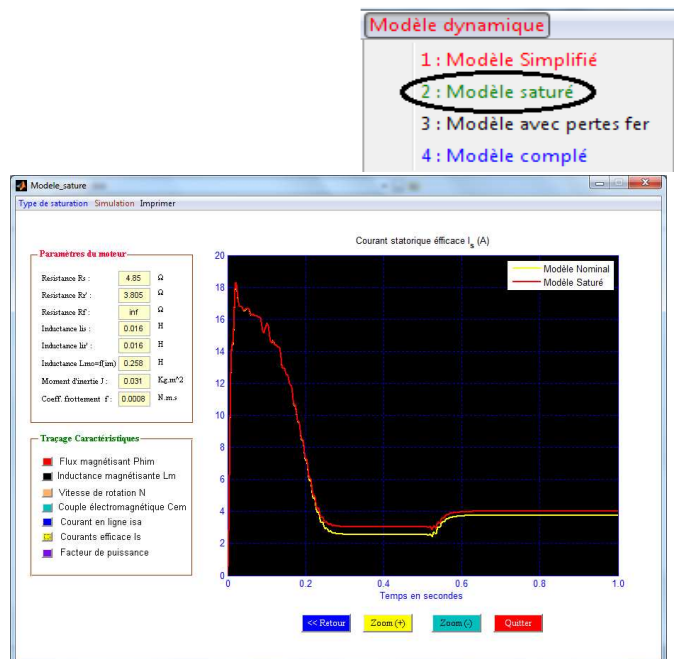 Modèle dynamique
1 : Modèle Simplifié
2 : Modèle saturé
3 : Modèle avec pertes fer
4 : Modèle complé
Modele_sature
Type de saturation Simulation Imprimer
Paramètres du moteur
Resistance Rs : 4.85 Ω
Resistance Rr' : 3.805 Ω
Resistance Rf : inf Ω
Inductance lis : 0.016 H
Inductance lir' : 0.016 H
Inductance Lmo=f(im) 0.258 H
Moment d'inertie J : 0.031 Kg.m^2
Coeff. frottement f : 0.0008 N.m.s
Traçage Caractéristiques
Flux magnétisant Phim
Inductance magnétisante Lm
Vitesse de rotation N
Couple électromagnétique Cem
Courant en ligne isa
Courants efficace Is
Facteur de puissance
Courant statorique éfficace Is (A)
Modèle Nominal
Modèle Saturé
20
18
16
14
12
10
8
6
4
2
0
0 0.2 0.4 0.6 0.8 1.0
Temps en secondes
<< Retour Zoom (+) Zoom (-) Quitter